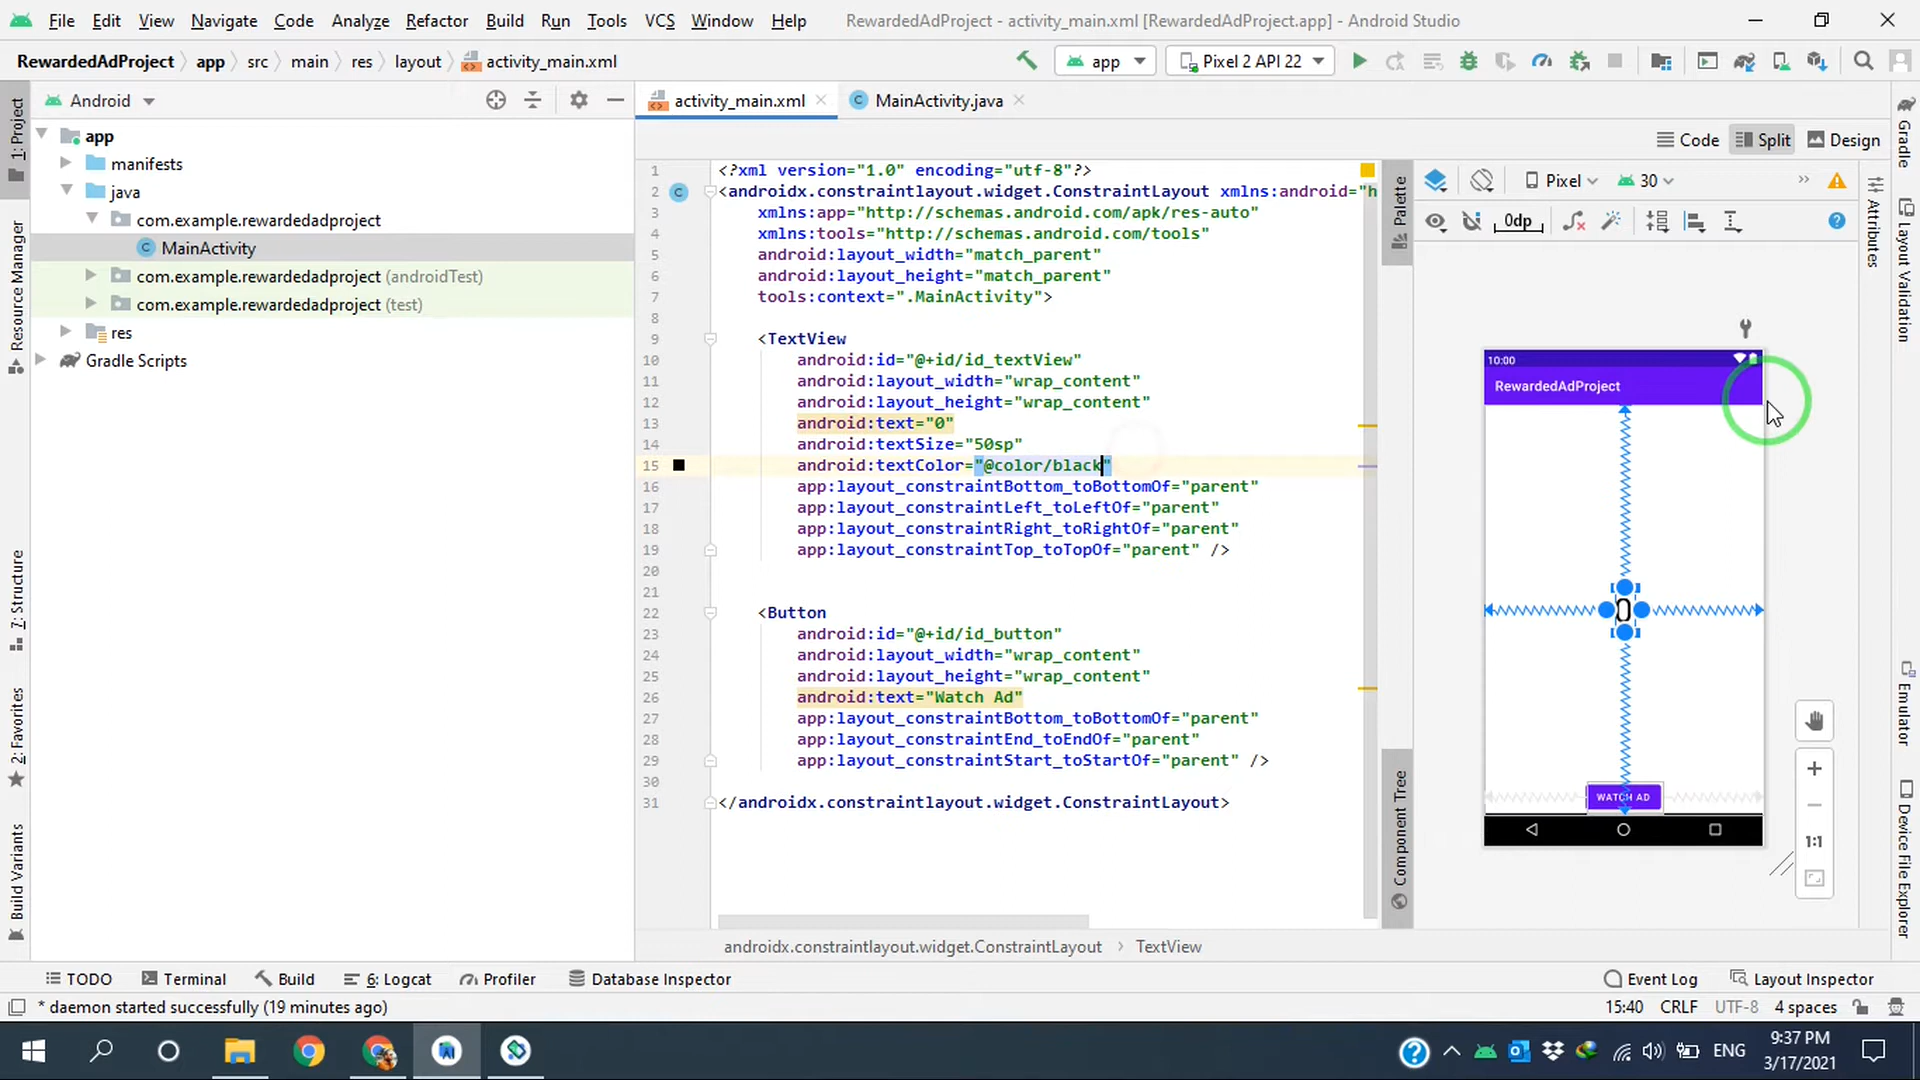 File Edit View Navigate Code Analyze Refactor Build Run Tools VCS Window Help RewardedAdProject - activity_main.xml [RewardedAdProject.app] - Android Studio
RewardedAdProject app src main res layout activity_main.xml app Pixel 2 API 22
Android
activity_main.xml MainActivity.java
Code Split Design
1: Project
Resource Manager
7: Structure
2: Favorites
Build Variants
app
manifests
java
com.example.rewardedadproject
MainActivity
com.example.rewardedadproject (androidTest)
com.example.rewardedadproject (test)
res
Gradle Scripts
1 <?xml version="1.0" encoding="utf-8"?>
2 <androidx.constraintlayout.widget.ConstraintLayout xmlns:android="h
3 xmlns:app="http://schemas.android.com/apk/res-auto"
4 xmlns:tools="http://schemas.android.com/tools"
5 android:layout_width="match_parent"
6 android:layout_height="match_parent"
7 tools:context=".MainActivity">
8
9 <TextView
10 android:id="@+id/id_textView"
11 android:layout_width="wrap_content"
12 android:layout_height="wrap_content"
13 android:text="0"
14 android:textSize="50sp"
15 android:textColor="@color/black"
16 app:layout_constraintBottom_toBottomOf="parent"
17 app:layout_constraintLeft_toLeftOf="parent"
18 app:layout_constraintRight_toRightOf="parent"
19 app:layout_constraintTop_toTopOf="parent" />
20
21
22 <Button
23 android:id="@+id/id_button"
24 android:layout_width="wrap_content"
25 android:layout_height="wrap_content"
26 android:text="Watch Ad"
27 app:layout_constraintBottom_toBottomOf="parent"
28 app:layout_constraintEnd_toEndOf="parent"
29 app:layout_constraintStart_toStartOf="parent" />
30
31 </androidx.constraintlayout.widget.ConstraintLayout>
androidx.constraintlayout.widget.ConstraintLayout TextView
Palette
Component Tree
Pixel 30
0dp
10:00
RewardedAdProject
0
WATCH AD
1:1
Attributes
Gradle
Layout Validation
Emulator
Device File Explorer
TODO Terminal Build 6: Logcat Profiler Database Inspector Event Log Layout Inspector
* daemon started successfully (19 minutes ago) 15:40 CRLF UTF-8 4 spaces
ENG 9:37 PM
3/17/2021